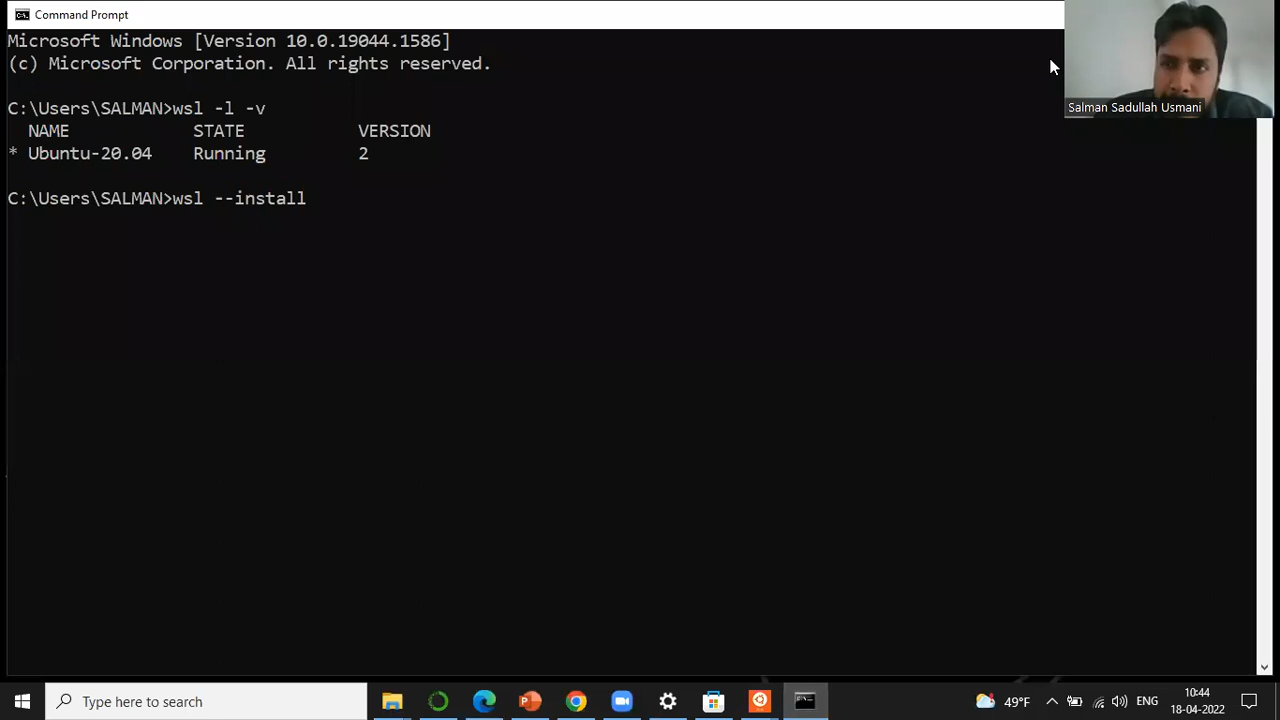 Command Prompt
Microsoft Windows [Version 10.0.19044.1586]
(c) Microsoft Corporation. All rights reserved.
C:\Users\SALMAN>wsl -l -v
NAME STATE VERSION
* Ubuntu-20.04 Running 2
C:\Users\SALMAN>wsl --install
Salman Sadullah Usmani
Type here to search
49°F
ENG
10:44
18-04-2022